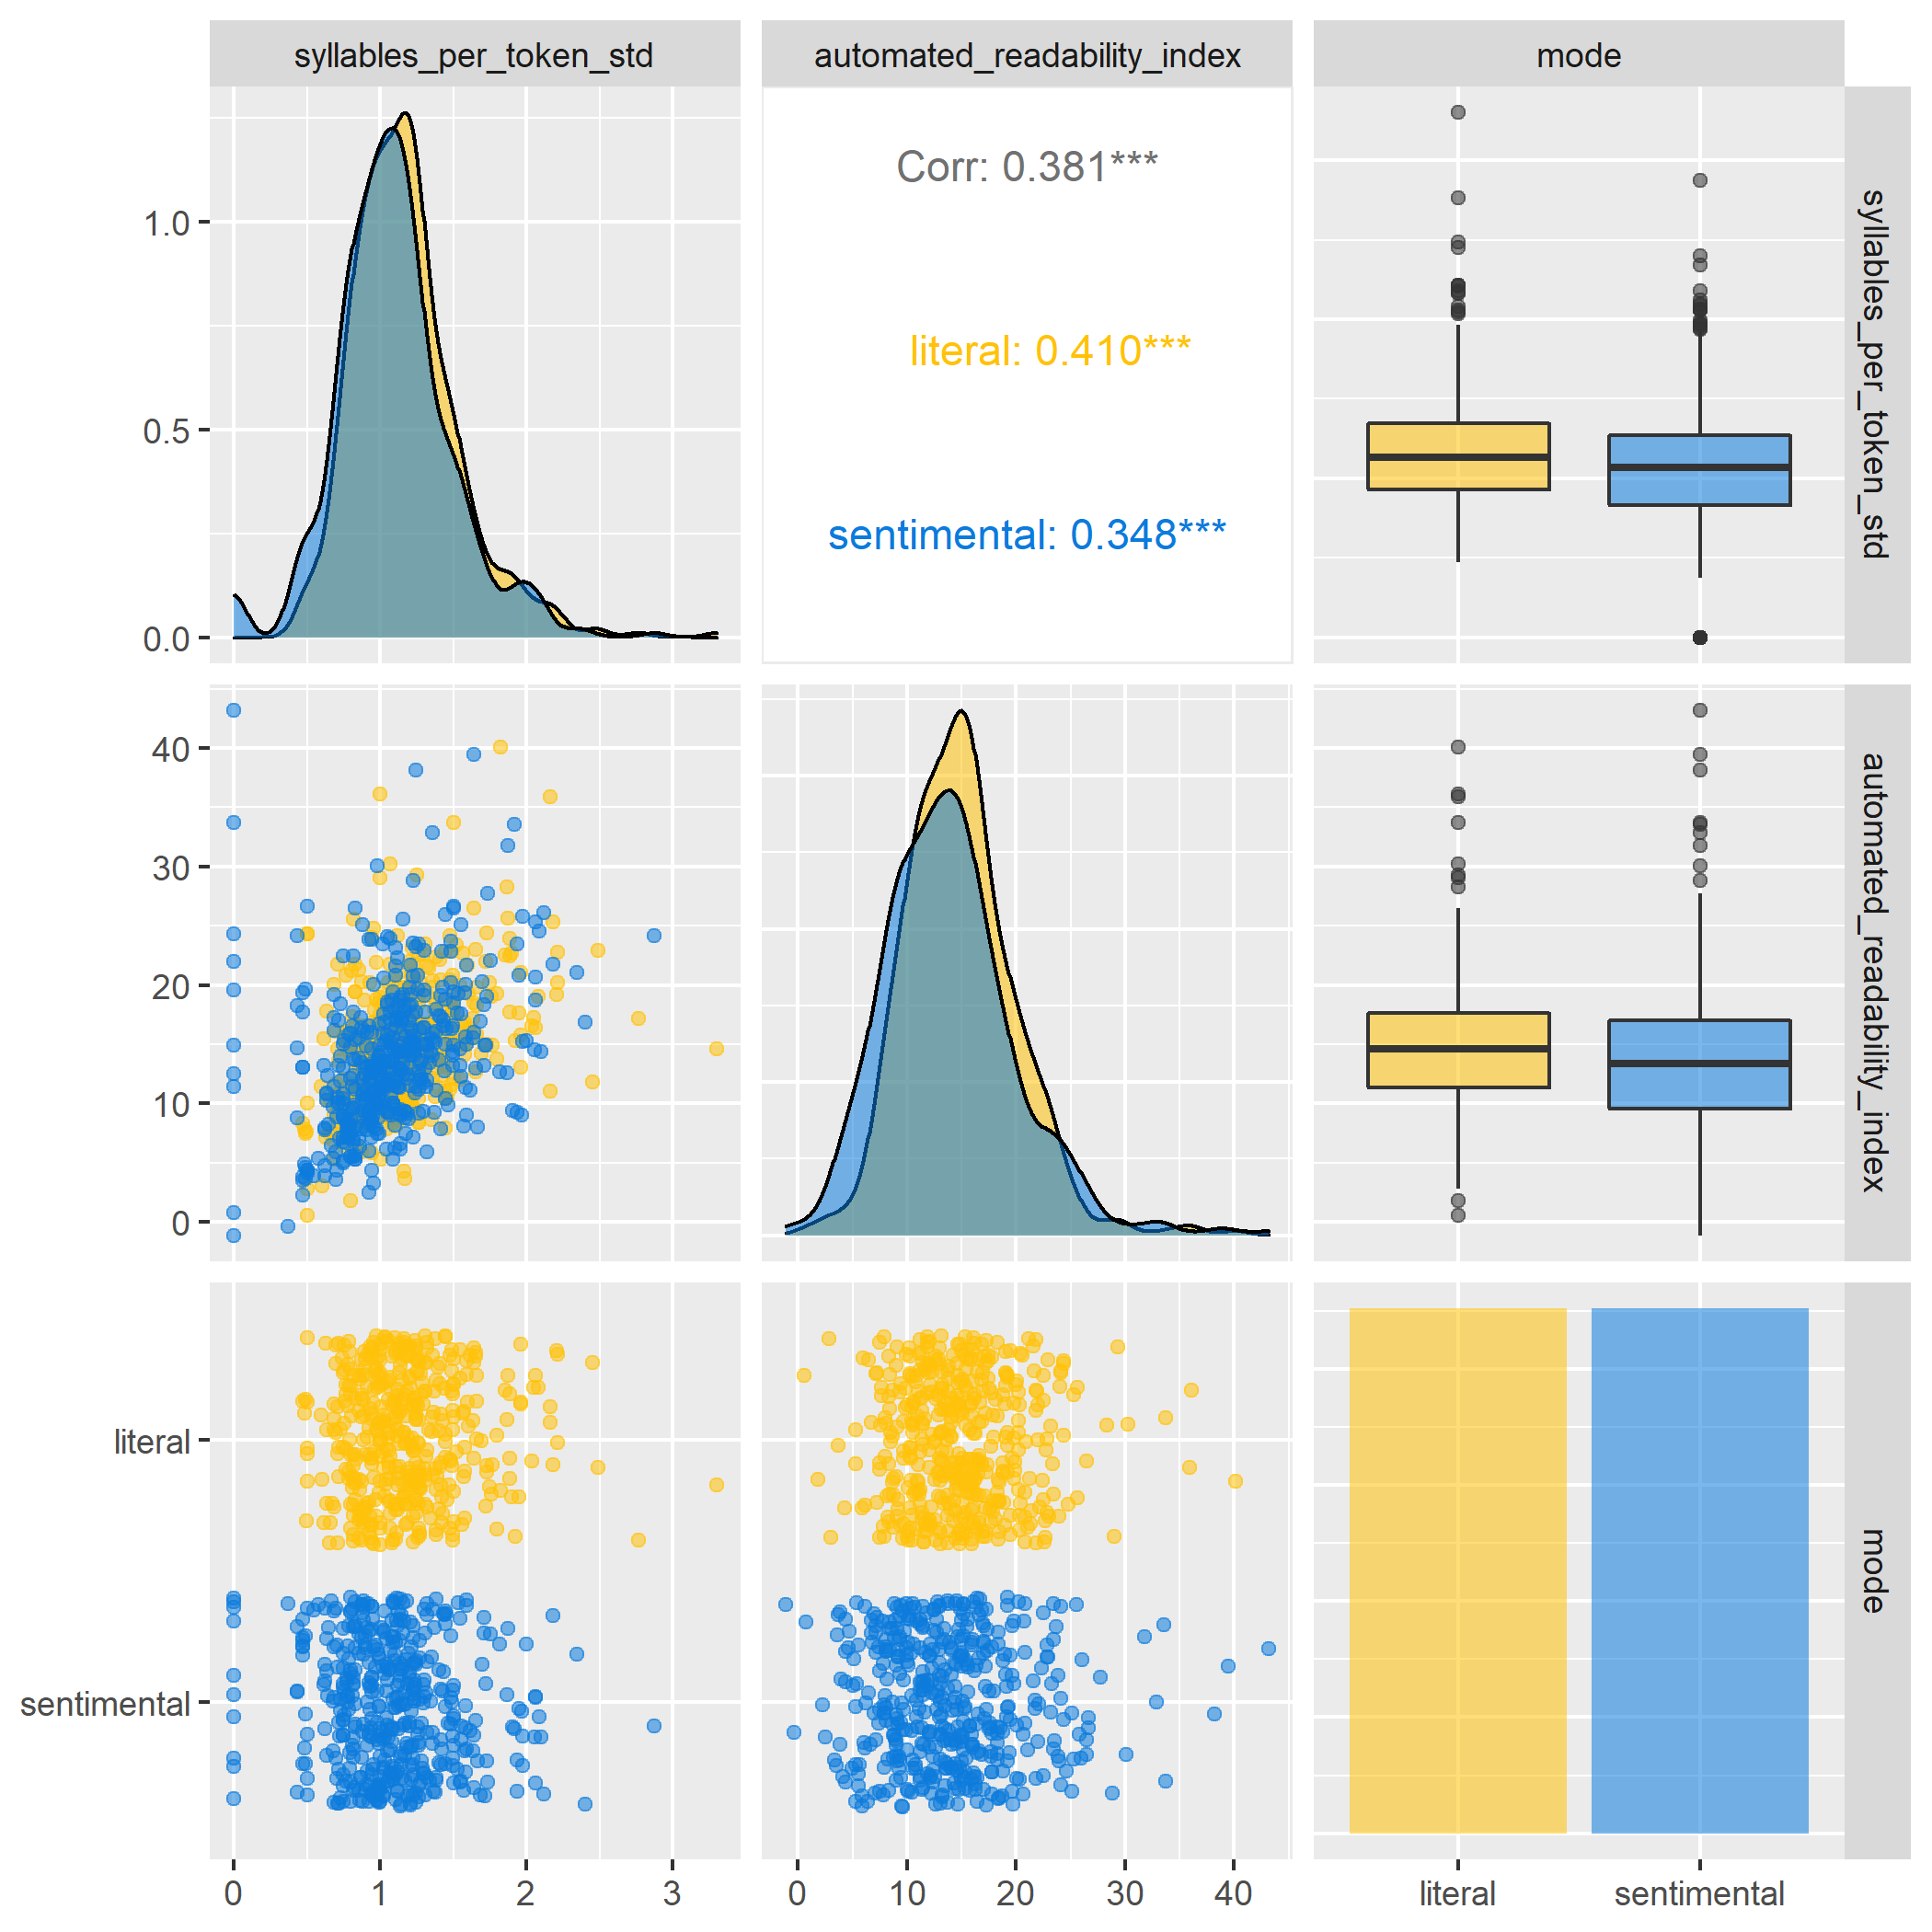 syllables_per_token_std
automated_readability_index
mode
Corr: 0.381***
literal: 0.410***
sentimental: 0.348***
1.0
0.5
0.0
syllables_per_token_std
40
30
20
10
0
automated_readability_index
literal
sentimental
mode
0 1 2 3
0 10 20 30 40
literal sentimental